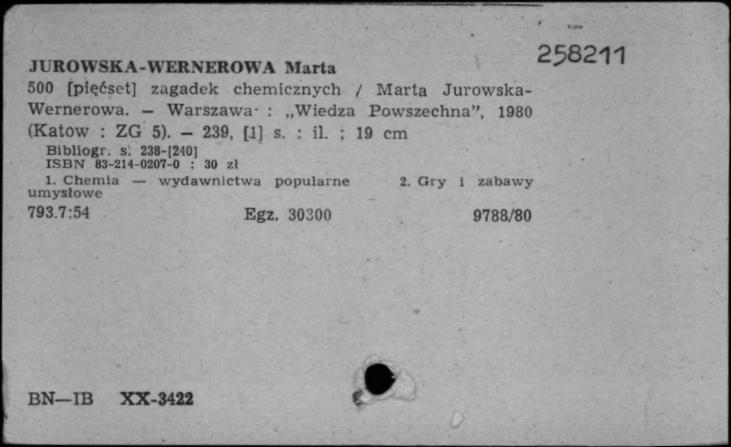 258211
JUROWSKA-WERNEROWA Marta
500 [pięćset] zagadek chemicznych / Marta Jurowska-
Wernerowa. — Warszawa : „Wiedza Powszechna”, 1980
(Katow : ZG 5). — 239, [1] s. : il. ; 19 cm
Bibliogr. s. 238-[240]
ISBN 83-214-0207-0 : 30 zł
1. Chemia — wydawnictwa popularne 2. Gry i zabawy
umysłowe
793.7:54 Egz. 30300 9788/80
BN—IB XX-3422